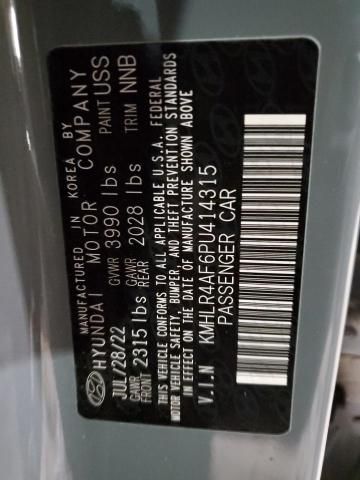 MANUFACTURED IN KOREA BY
HYUNDAI MOTOR COMPANY
JUL/28/22 GVWR 3990 lbs PAINT USS
GAWR FRONT 2315 lbs GAWR REAR 2028 lbs TRIM NNB
THIS VEHICLE CONFORMS TO ALL APPLICABLE U.S.A. FEDERAL
MOTOR VEHICLE SAFETY, BUMPER, AND THEFT PREVENTION STANDARDS
IN EFFECT ON THE DATE OF MANUFACTURE SHOWN ABOVE
V.I.N KMHLR4AF6PU414315
PASSENGER CAR